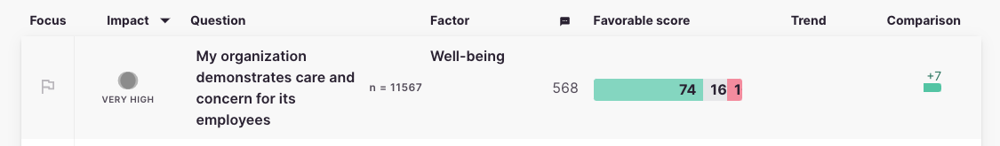 Focus Impact Question Factor Favorable score Trend Comparison
My organization
demonstrates care and
concern for its
employees
VERY HIGH
n = 11567
Well-being
568
74 16 1
+7